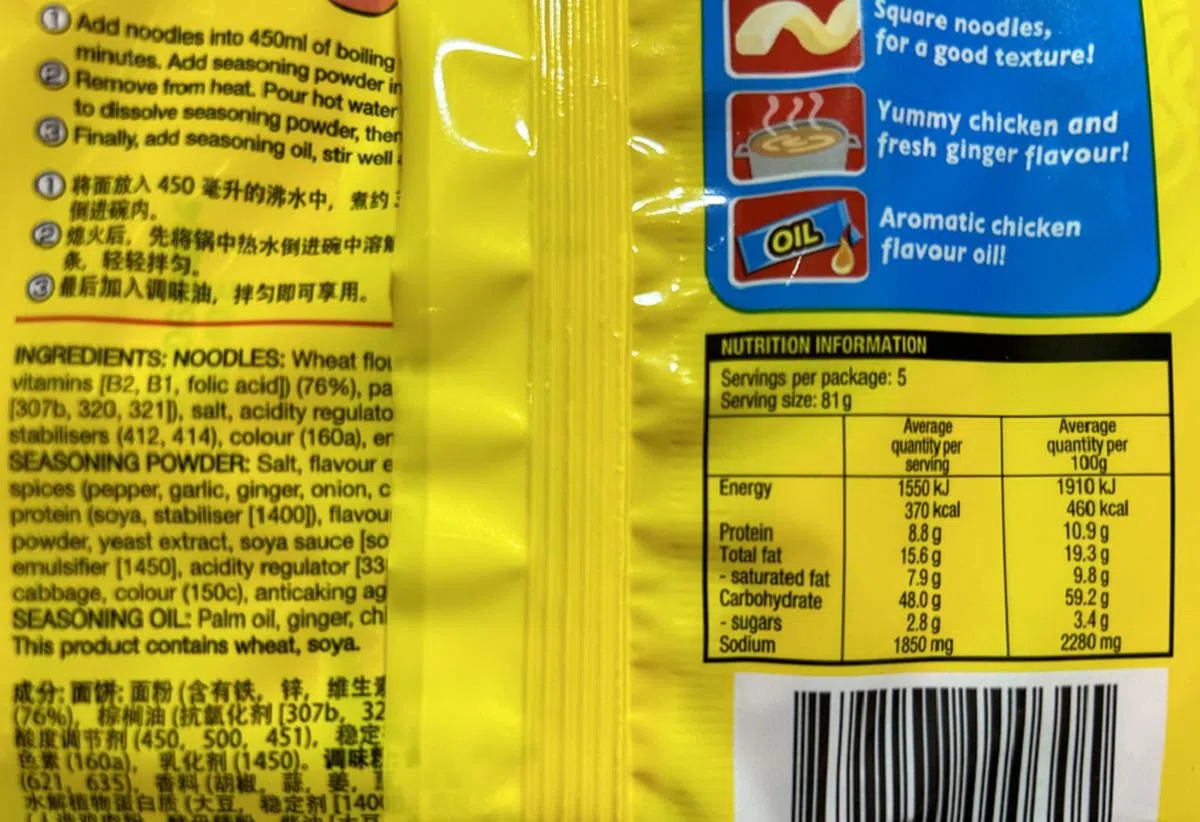 ① Add noodles into 450ml of boiling
minutes. Add seasoning powder in
② Remove from heat. Pour hot water
to dissolve seasoning powder, then
③ Finally, add seasoning oil, stir well
① 将面放入 450 毫升的沸水中，煮约
倒进碗内。
② 熄火后，先将锅中热水倒进碗中溶解
条，轻轻拌匀。
③ 最后加入调味油，拌匀即可享用。
INGREDIENTS: NOODLES: Wheat flou
vitamins [B2, B1, folic acid]) (76%), pa
[307b, 320, 321]), salt, acidity regulato
stabilisers (412, 414), colour (160a), e
SEASONING POWDER: Salt, flavour e
spices (pepper, garlic, ginger, onion, c
protein (soya, stabiliser [1400]), flavou
powder, yeast extract, soya sauce [so
emulsifier [1450], acidity regulator [33
cabbage, colour (150c), anticaking ag
SEASONING OIL: Palm oil, ginger, chi
This product contains wheat, soya.
成分: 面饼: 面粉 (含有铁，锌，维生素
(76%)，棕榈油 (抗氧化剂 [307b, 32
酸度调节剂 (450, 500, 451)，稳定
色素 (160a)，乳化剂 (1450)。调味
(621, 635)，香料 (胡椒，蒜，姜，
水解植物蛋白质 (大豆，稳定剂 [140
Square noodles,
for a good texture!
Yummy chicken and
fresh ginger flavour!
OIL
Aromatic chicken
flavour oil!
NUTRITION INFORMATION
Servings per package: 5
Serving size: 81g
Average quantity per serving Average quantity per 100g
Energy 1550 kJ 1910 kJ
370 kcal 460 kcal
Protein 8.8 g 10.9 g
Total fat 15.6 g 19.3 g
- saturated fat 7.9 g 9.8 g
Carbohydrate 48.0 g 59.2 g
- sugars 2.8 g 3.4 g
Sodium 1850 mg 2280 mg